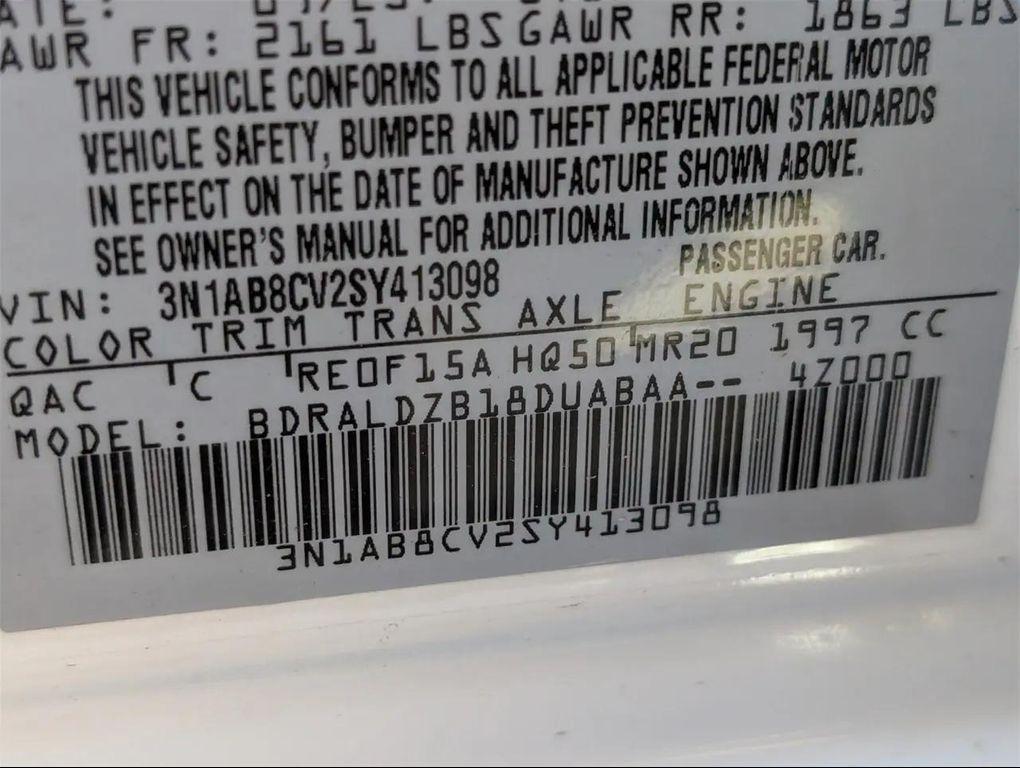 ATE:
AWR FR: 2161 LBS GAWR RR: 1863 LBS
THIS VEHICLE CONFORMS TO ALL APPLICABLE FEDERAL MOTOR
VEHICLE SAFETY, BUMPER AND THEFT PREVENTION STANDARDS
IN EFFECT ON THE DATE OF MANUFACTURE SHOWN ABOVE.
SEE OWNER'S MANUAL FOR ADDITIONAL INFORMATION.
VIN: 3N1AB8CV2SY413098 PASSENGER CAR.
COLOR TRIM TRANS AXLE ENGINE
QAC C RE0F15A HQ50 MR20 1997 CC
MODEL: BDRALDZB18DUABAA-- 4Z000
3N1AB8CV2SY413098